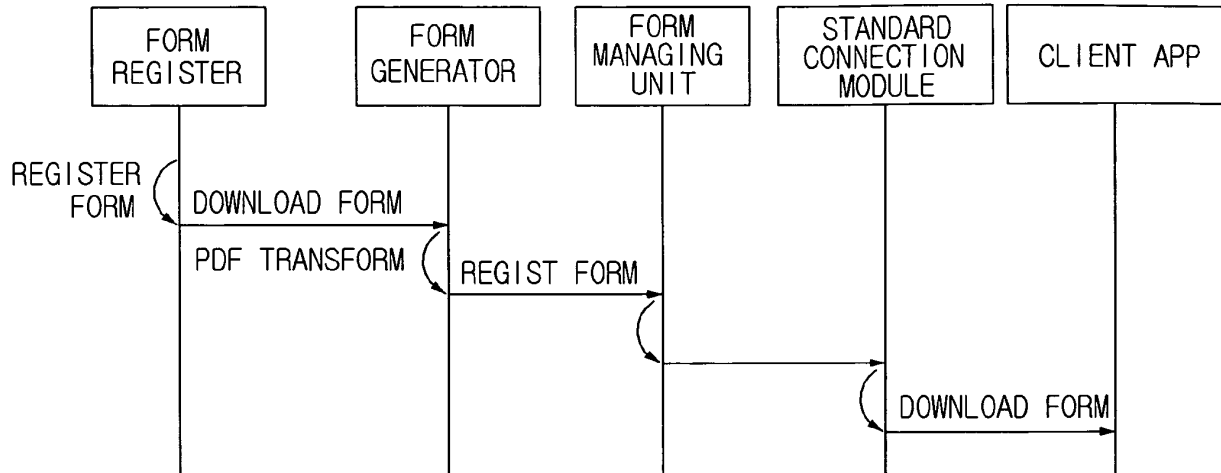 FORM
REGISTER
FORM
GENERATOR
FORM
MANAGING
UNIT
STANDARD
CONNECTION
MODULE
CLIENT APP
REGISTER
FORM
DOWNLOAD FORM
PDF TRANSFORM
REGIST FORM
DOWNLOAD FORM